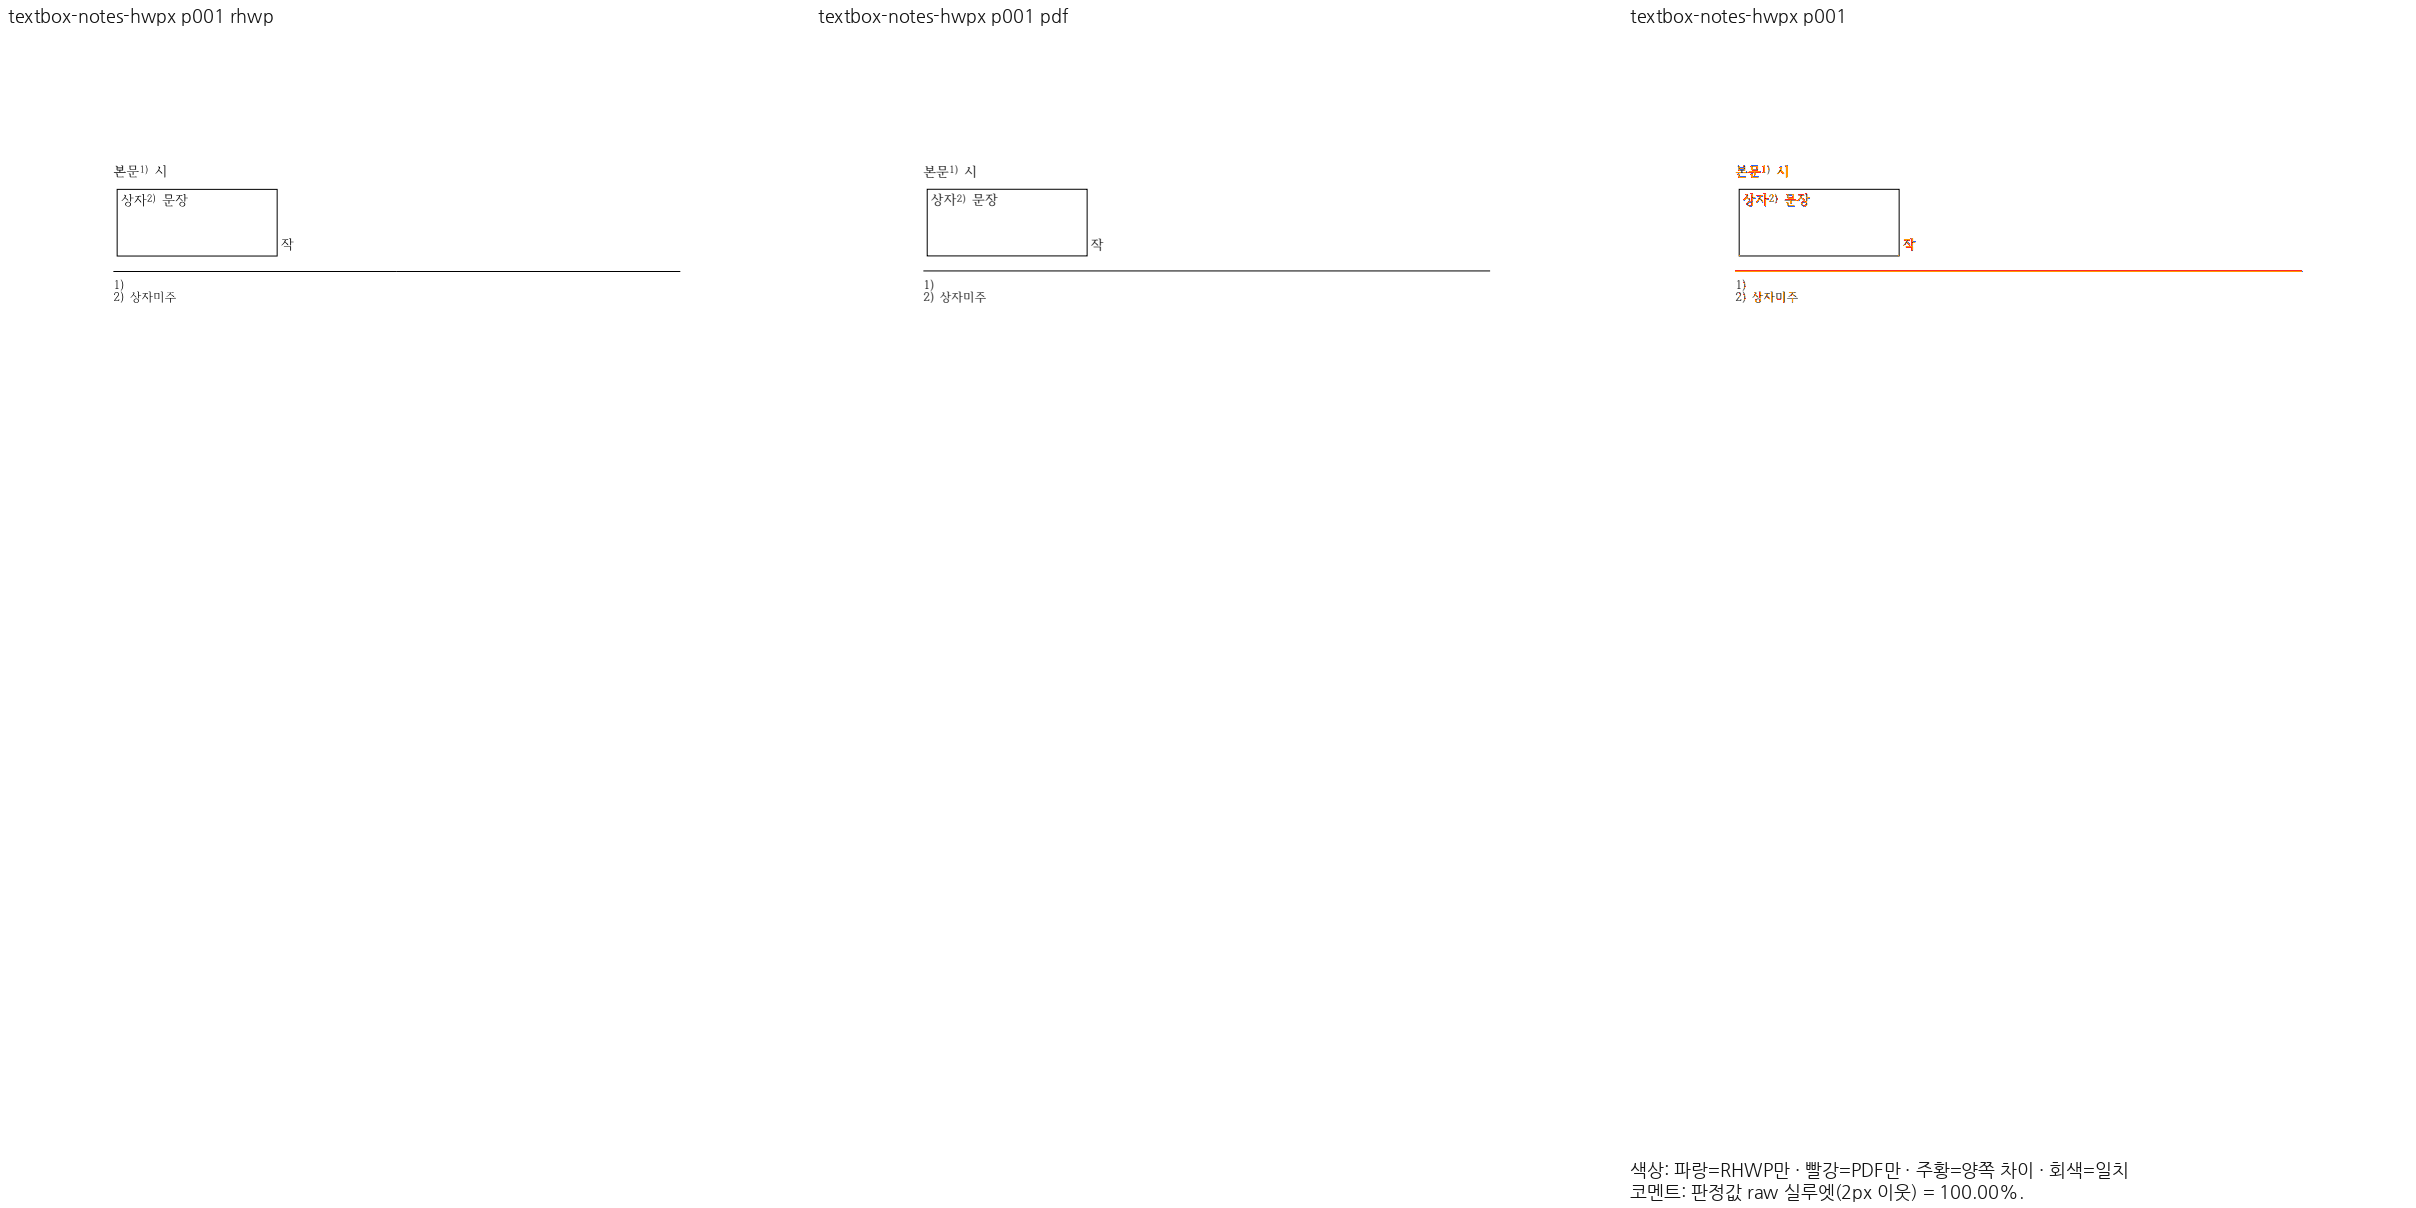 textbox-notes-hwpx p001 rhwp
본문1) 시
상자2) 문장
작
1)
2) 상자미주
textbox-notes-hwpx p001 pdf
본문1) 시
상자2) 문장
작
1)
2) 상자미주
textbox-notes-hwpx p001
본문1) 시
상자2) 문장
작
1)
2) 상자미주
색상: 파랑=RHWP만 · 빨강=PDF만 · 주황=양쪽 차이 · 회색=일치
코멘트: 판정값 raw 실루엣(2px 이웃) = 100.00%.